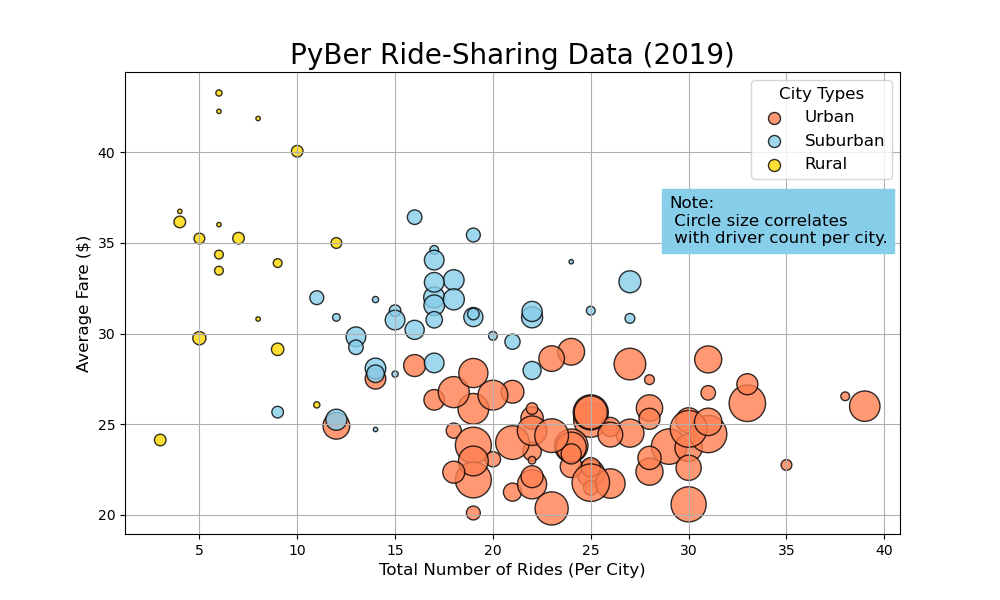 PyBer Ride-Sharing Data (2019)
City Types
Urban
Suburban
Rural
Note:
Circle size correlates
with driver count per city.
Average Fare ($)
40
35
30
25
20
5 10 15 20 25 30 35 40
Total Number of Rides (Per City)